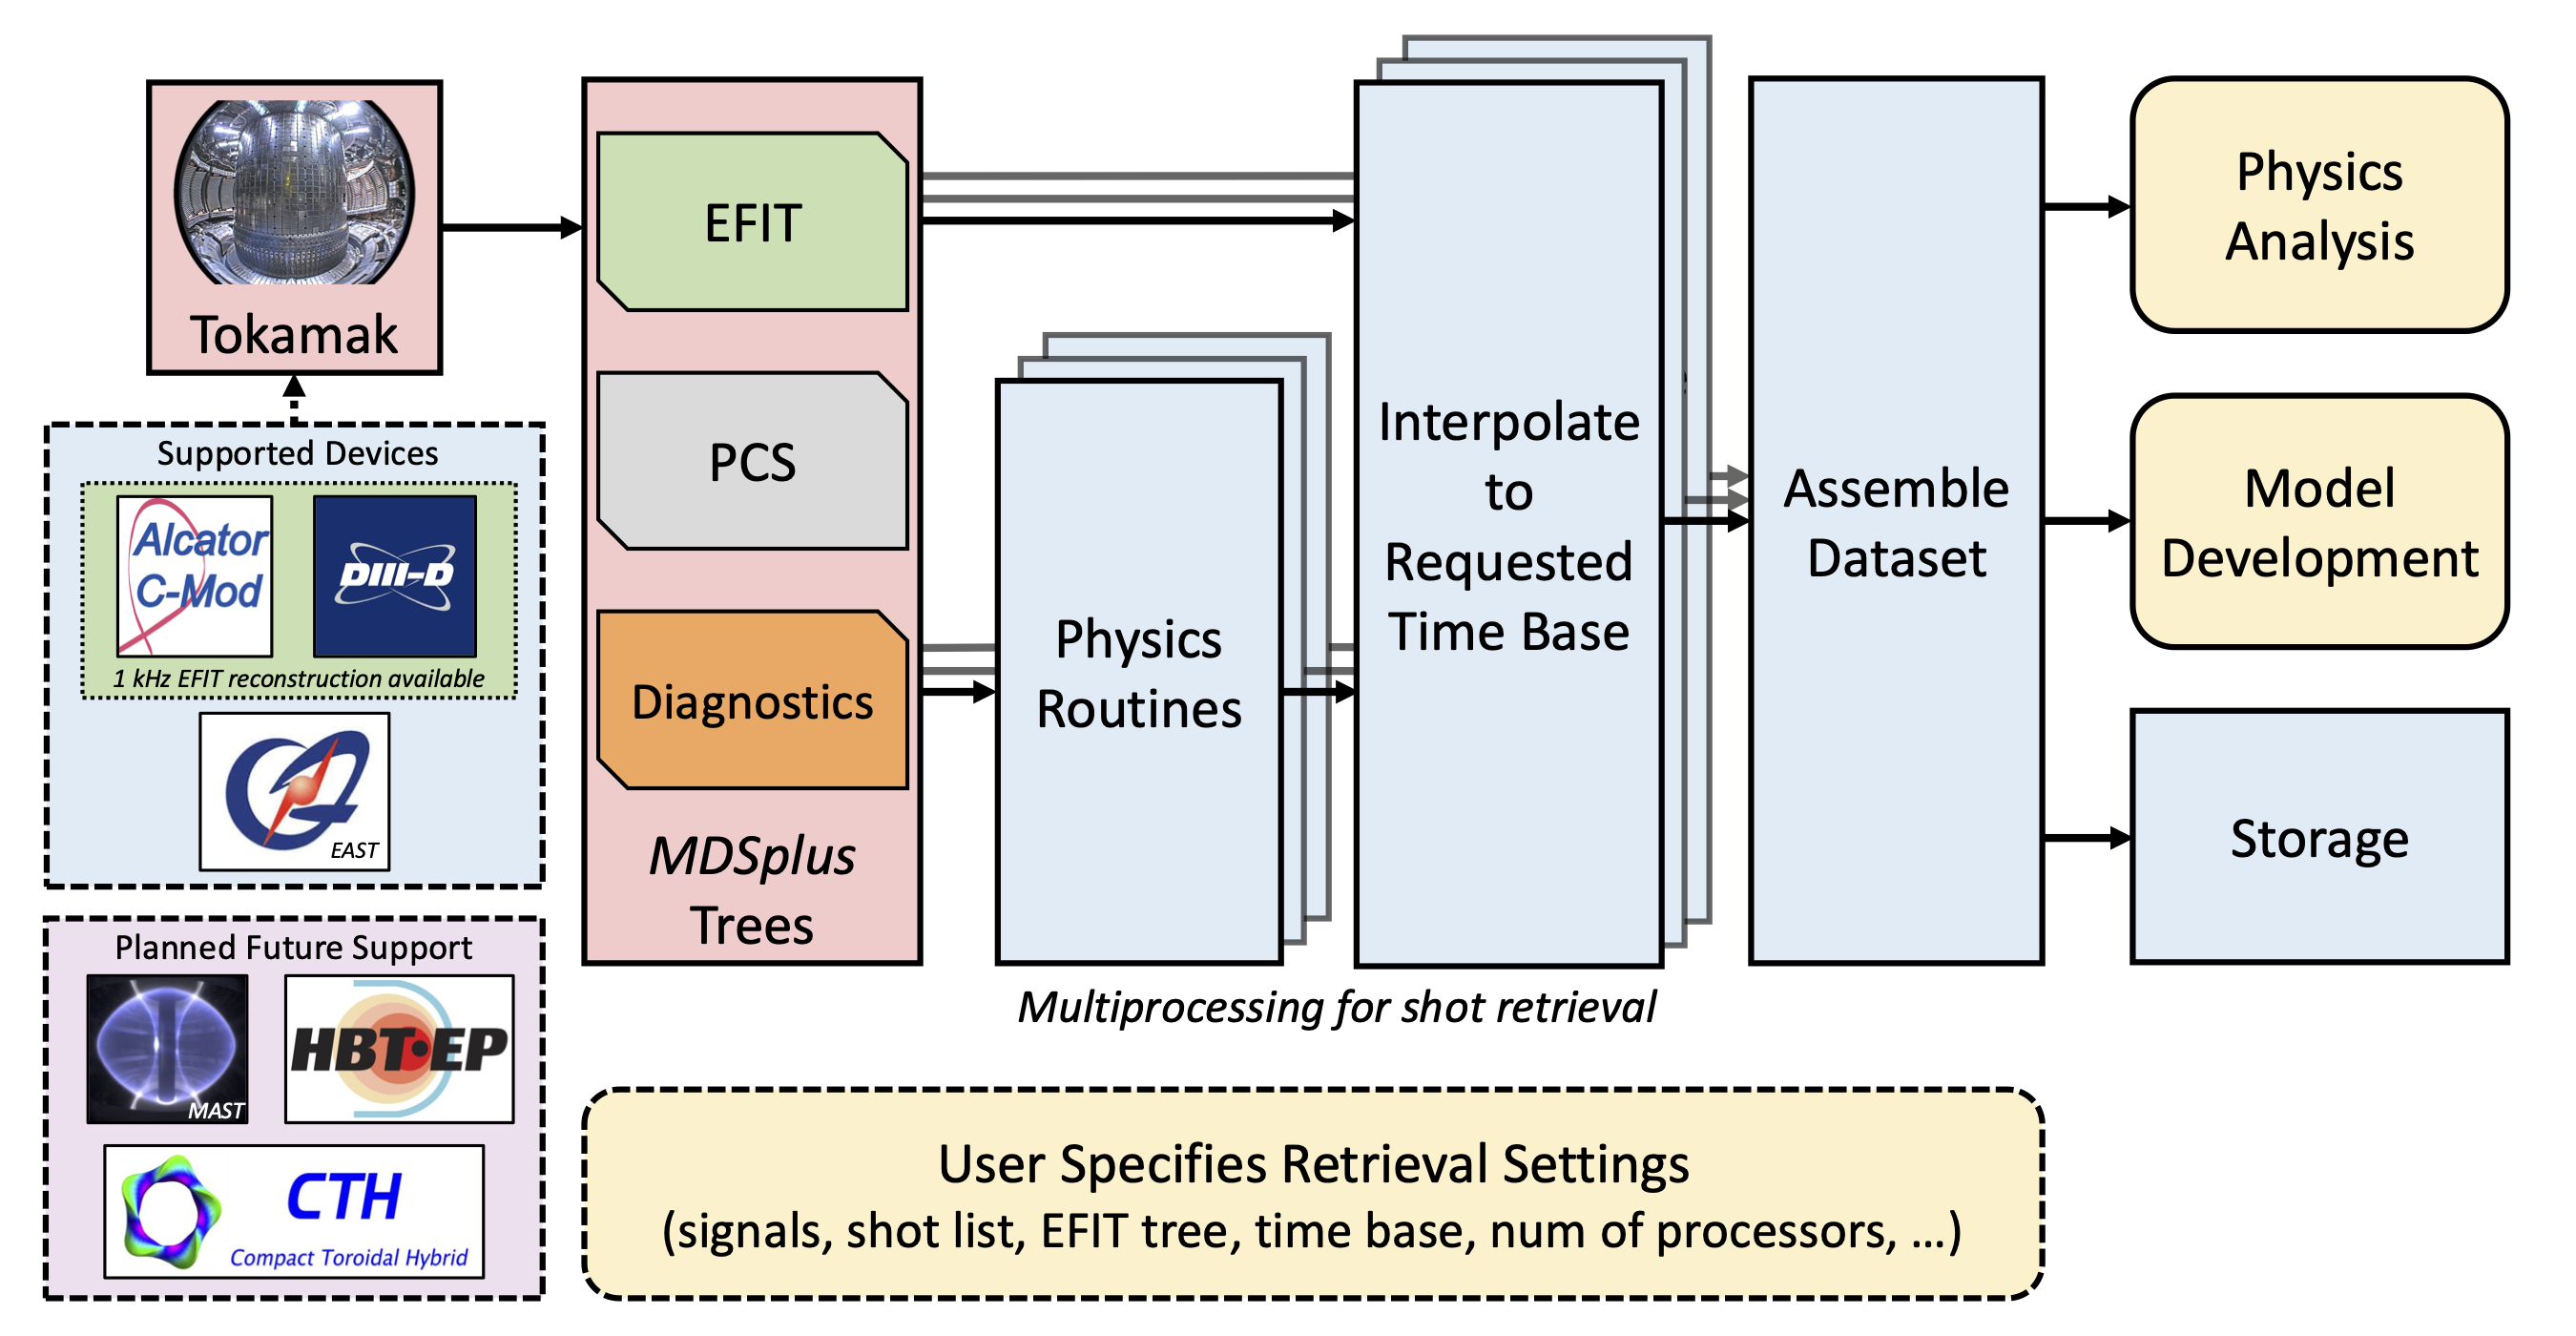 Tokamak
Supported Devices
Alcator
C-Mod
DIII-D
1 kHz EFIT reconstruction available
EAST
Planned Future Support
MAST
HBT-EP
CTH
Compact Toroidal Hybrid
EFIT
PCS
Diagnostics
MDSplus
Trees
Physics
Routines
Interpolate
to
Requested
Time Base
Multiprocessing for shot retrieval
Assemble
Dataset
Physics
Analysis
Model
Development
Storage
User Specifies Retrieval Settings
(signals, shot list, EFIT tree, time base, num of processors, ...)